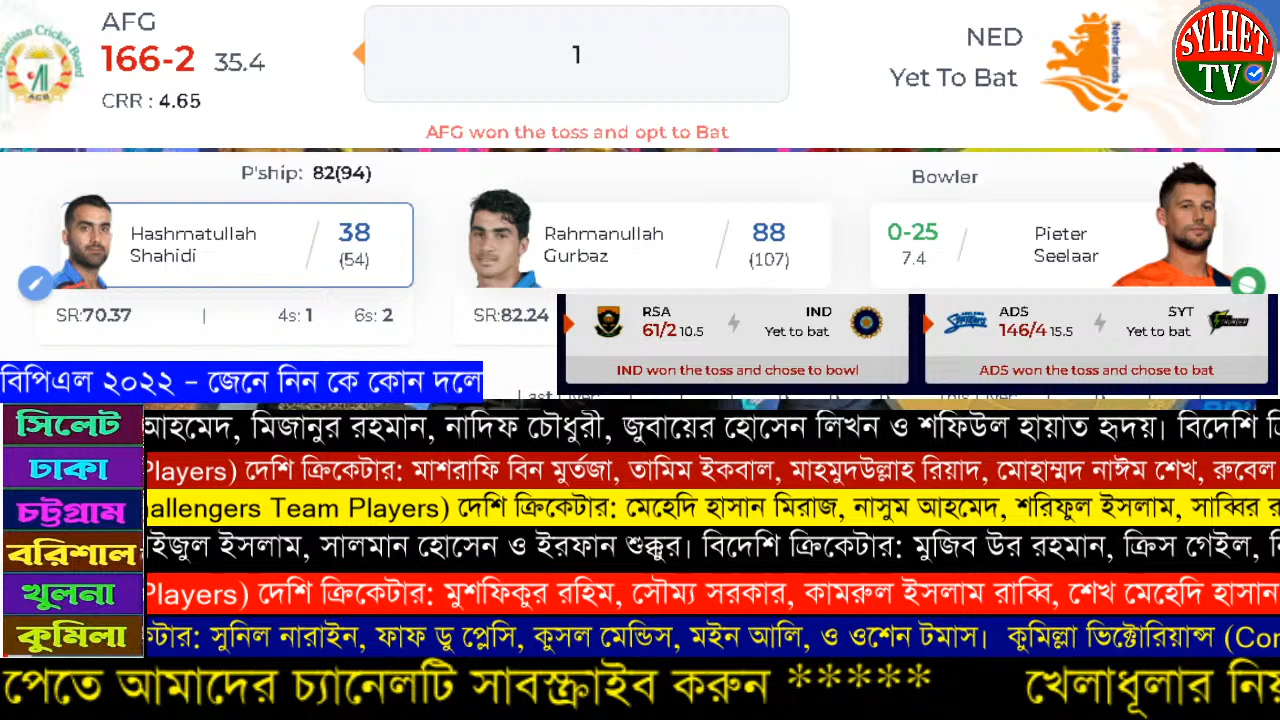 AFG
166-2 35.4
CRR : 4.65
1
AFG won the toss and opt to Bat
NED
Yet To Bat
Netherlands
SYLHET
TV
P'ship: 82(94)
Bowler
Hashmatullah
Shahidi
38
(54)
Rahmanullah
Gurbaz
88
(107)
0-25
7.4
Pieter
Seelaar
SR:70.37 | 4s: 1 6s: 2
SR:82.24
RSA
61/2 10.5
IND
Yet to bat
IND won the toss and chose to bowl
ADS
146/4 15.5
SYT
Yet to bat
ADS won the toss and chose to bat
বিপিএল ২০২২ - জেনে নিন কে কোন দলে
সিলেট আহমেদ, মিজানুর রহমান, নাদিফ চৌধুরী, জুবায়ের হোসেন লিখন ও শফিউল হায়াত হৃদয়। বিদেশি
ঢাকা Players) দেশি ক্রিকেটার: মাশরাফি বিন মুর্তজা, তামিম ইকবাল, মাহমুদউল্লাহ রিয়াদ, মোহাম্মদ নাঈম শেখ, রুবেল
চট্টগ্রাম allengers Team Players) দেশি ক্রিকেটার: মেহেদি হাসান মিরাজ, নাসুম আহমেদ, শরিফুল ইসলাম, সাব্বির
বরিশাল ইজুল ইসলাম, সালমান হোসেন ও ইরফান শুক্কুর। বিদেশি ক্রিকেটার: মুজিব উর রহমান, ক্রিস গেইল,
খুলনা Players) দেশি ক্রিকেটার: মুশফিকুর রহিম, সৌম্য সরকার, কামরুল ইসলাম রাব্বি, শেখ মেহেদি হাসান
কুমিলা টার: সুনিল নারাইন, ফাফ ডু প্লেসি, কুসল মেন্ডিস, মইন আলি, ও ওশেন টমাস। কুমিল্লা ভিক্টোরিয়ান্স (Co
পেতে আমাদের চ্যানেলটি সাবস্ক্রাইব করুন ***** খেলাধূলার